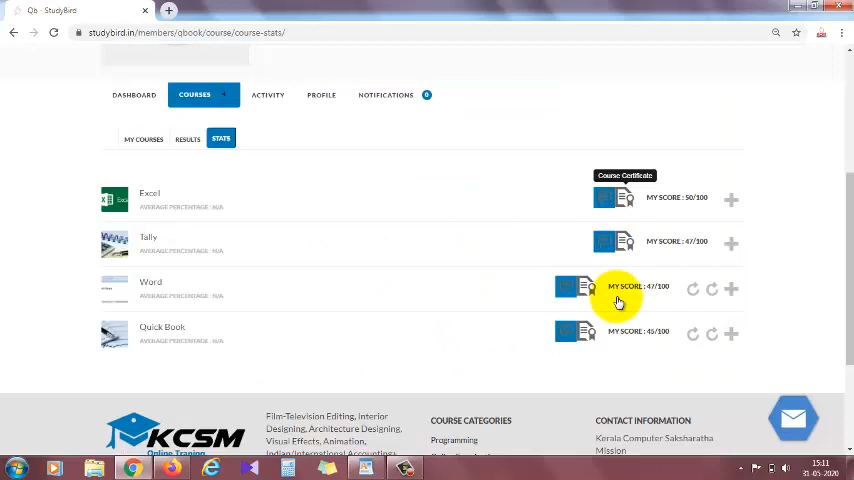 Qb - StudyBird
studybird.in/members/qbook/course/course-stats/
DASHBOARD COURSES ACTIVITY PROFILE NOTIFICATIONS 0
MY COURSES RESULTS STATS
Course Certificate
Excel
AVERAGE PERCENTAGE : N/A
MY SCORE : 50/100
Tally
AVERAGE PERCENTAGE : N/A
MY SCORE : 47/100
Word
AVERAGE PERCENTAGE : N/A
MY SCORE : 47/100
Quick Book
AVERAGE PERCENTAGE : N/A
MY SCORE : 45/100
KCSM
Online Traning
Film-Television Editing, Interior
Designing, Architecture Designing,
Visual Effects, Animation,
Indian/International Accounting
COURSE CATEGORIES
Programming
CONTACT INFORMATION
Kerala Computer Saksharatha
Mission
15:11
31-05-2020